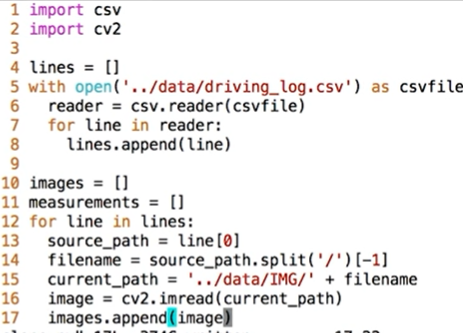 1 import csv
2 import cv2
3
4 lines = []
5 with open('../data/driving_log.csv') as csvfile
6   reader = csv.reader(csvfile)
7   for line in reader:
8     lines.append(line)
9
10 images = []
11 measurements = []
12 for line in lines:
13   source_path = line[0]
14   filename = source_path.split('/')[-1]
15   current_path = '../data/IMG/' + filename
16   image = cv2.imread(current_path)
17   images.append(image)